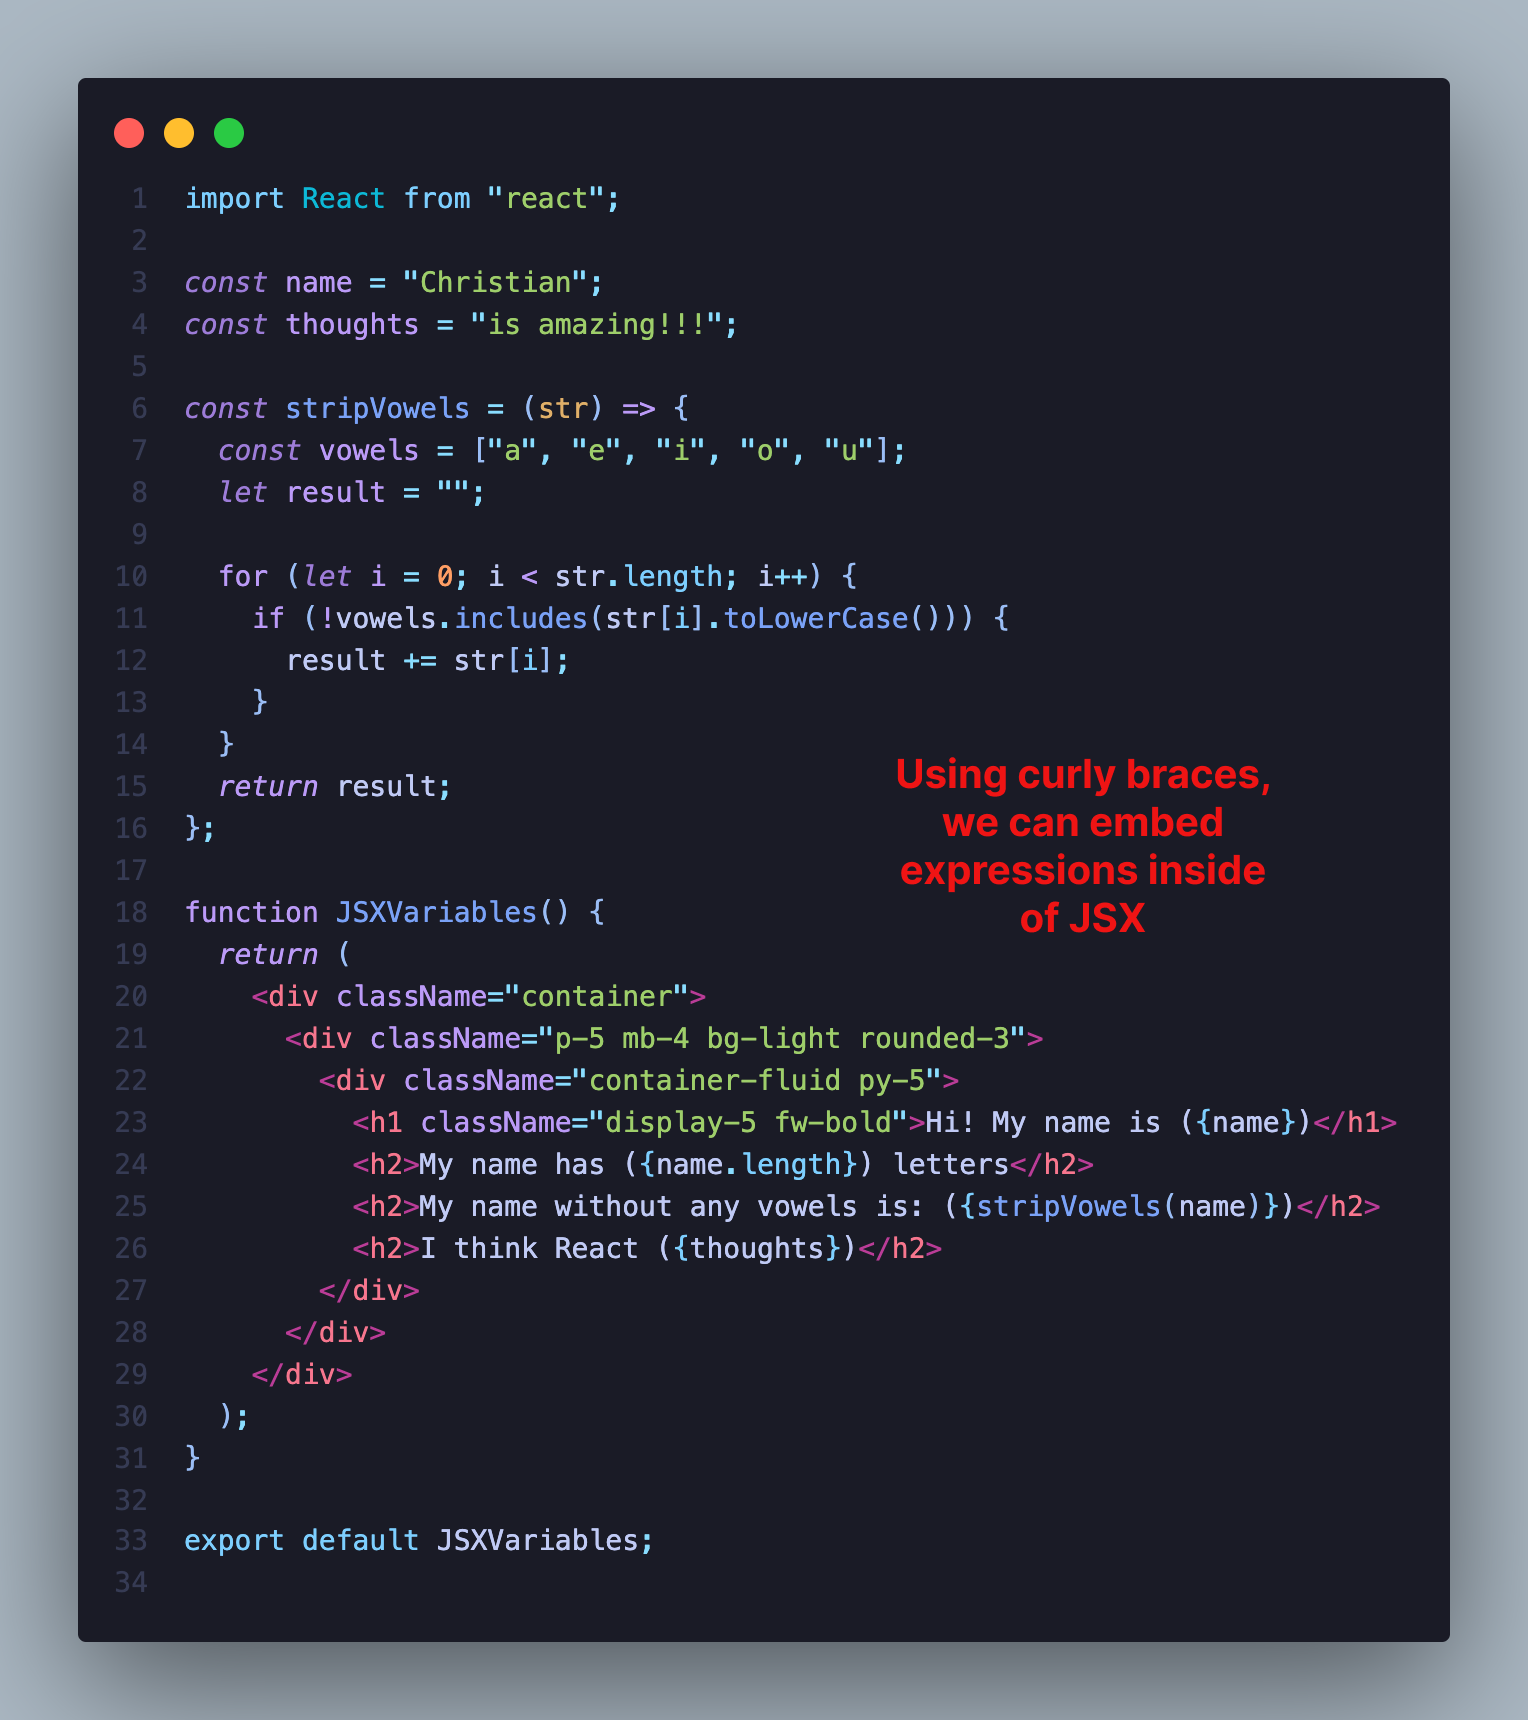 1 import React from "react";
2
3 const name = "Christian";
4 const thoughts = "is amazing!!!";
5
6 const stripVowels = (str) => {
7   const vowels = ["a", "e", "i", "o", "u"];
8   let result = "";
9
10   for (let i = 0; i < str.length; i++) {
11     if (!vowels.includes(str[i].toLowerCase())) {
12       result += str[i];
13     }
14   }
15   return result;
16 };
17
Using curly braces,
we can embed
expressions inside
of JSX
18 function JSXVariables() {
19   return (
20     <div className="container">
21       <div className="p-5 mb-4 bg-light rounded-3">
22         <div className="container-fluid py-5">
23           <h1 className="display-5 fw-bold">Hi! My name is ({name})</h1>
24           <h2>My name has ({name.length}) letters</h2>
25           <h2>My name without any vowels is: ({stripVowels(name)})</h2>
26           <h2>I think React ({thoughts})</h2>
27         </div>
28       </div>
29     </div>
30   );
31 }
32
33 export default JSXVariables;
34